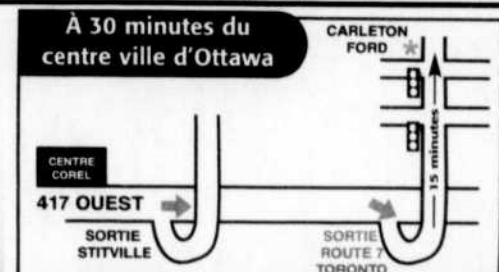 À 30 minutes du
centre ville d'Ottawa
CARLETON
FORD
15 minutes
CENTRE
COREL
417 OUEST
SORTIE
STITVILLE
SORTIE
ROUTE 7
TORONTO